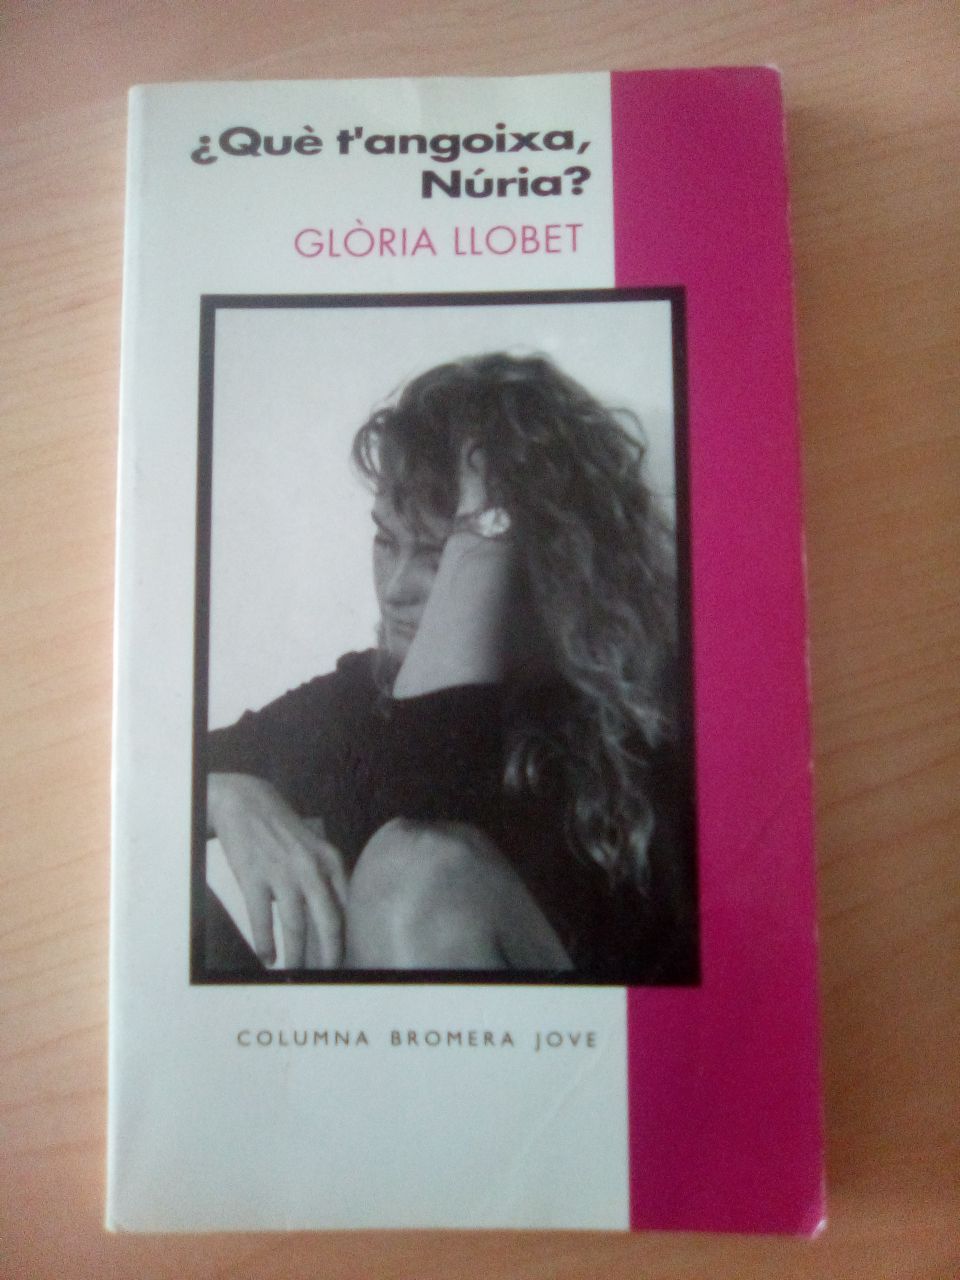 ¿Què t'angoixa,
Núria?
GLÒRIA LLOBET
COLUMNA BROMERA JOVE